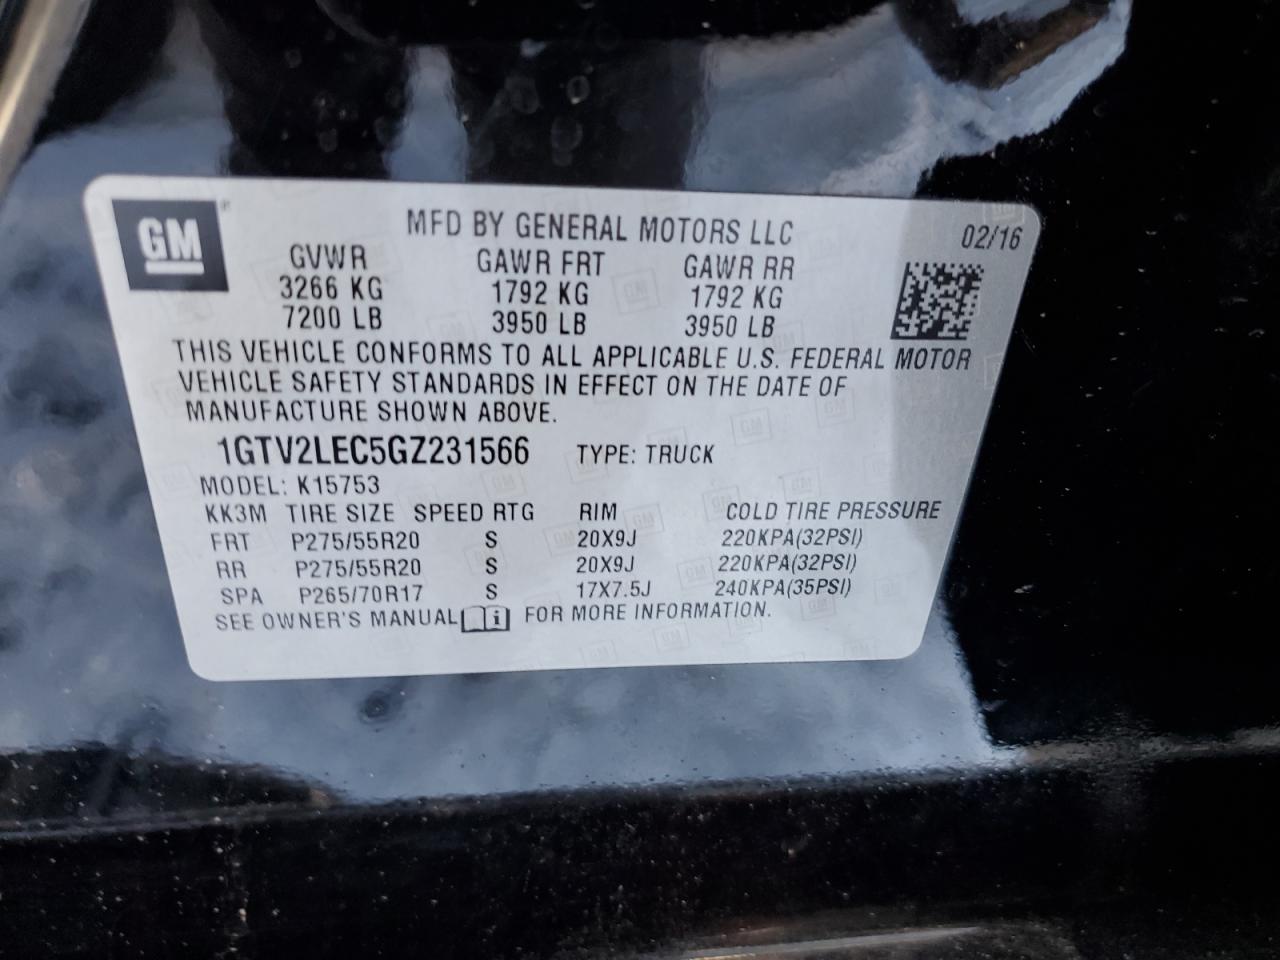 GM®
MFD BY GENERAL MOTORS LLC 02/16
GVWR GAWR FRT GAWR RR
3266 KG 1792 KG 1792 KG
7200 LB 3950 LB 3950 LB
THIS VEHICLE CONFORMS TO ALL APPLICABLE U.S. FEDERAL MOTOR
VEHICLE SAFETY STANDARDS IN EFFECT ON THE DATE OF
MANUFACTURE SHOWN ABOVE.
1GTV2LEC5GZ231566 TYPE: TRUCK
MODEL: K15753
KK3M TIRE SIZE SPEED RTG RIM COLD TIRE PRESSURE
FRT P275/55R20 S 20X9J 220KPA(32PSI)
RR P275/55R20 S 20X9J 220KPA(32PSI)
SPA P265/70R17 S 17X7.5J 240KPA(35PSI)
SEE OWNER'S MANUAL i FOR MORE INFORMATION.